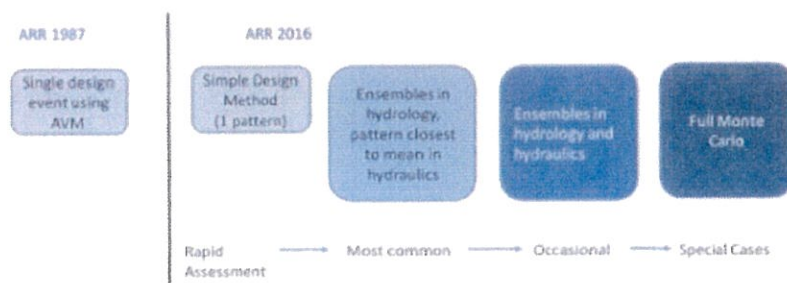 ARR 1987
ARR 2016
Single design
event using
AVM
Simple Design
Method
(1 pattern)
Ensembles in
hydrology,
pattern closest
to mean in
hydraulics
Ensembles in
hydrology and
hydraulics
Full Monte
Carlo
Rapid
Assessment
Most common
Occasional
Special Cases